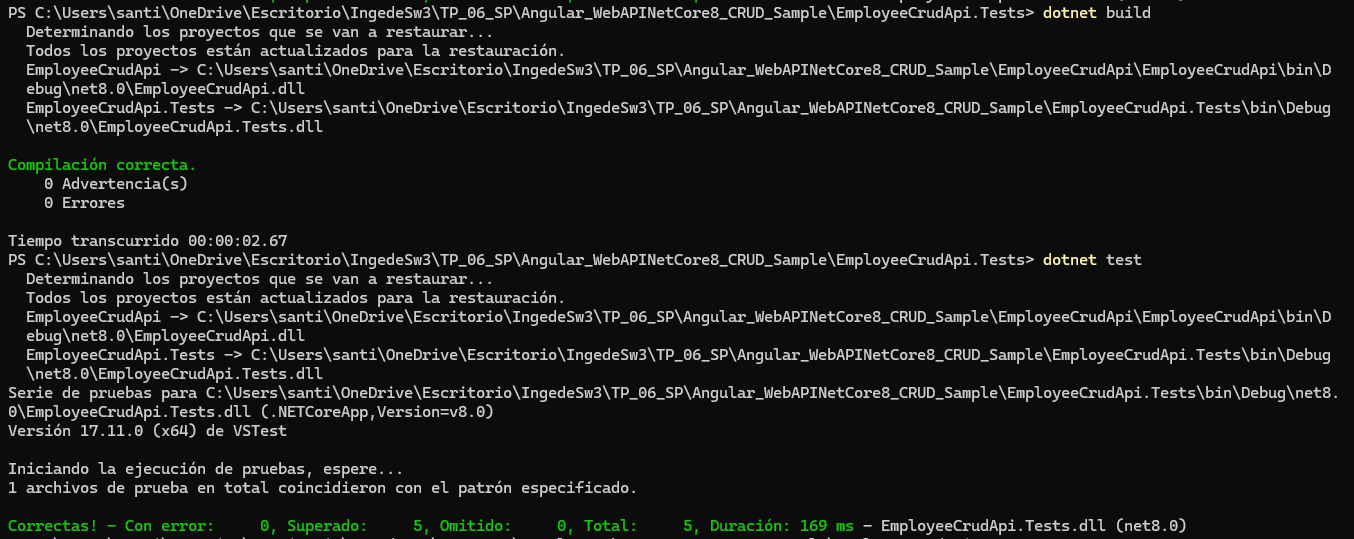 PS C:\Users\santi\OneDrive\Escritorio\IngedeSw3\TP_06_SP\Angular_WebAPINetCore8_CRUD_Sample\EmployeeCrudApi.Tests> dotnet build
  Determinando los proyectos que se van a restaurar...
  Todos los proyectos están actualizados para la restauración.
  EmployeeCrudApi -> C:\Users\santi\OneDrive\Escritorio\IngedeSw3\TP_06_SP\Angular_WebAPINetCore8_CRUD_Sample\EmployeeCrudApi\EmployeeCrudApi\bin\D
  ebug\net8.0\EmployeeCrudApi.dll
  EmployeeCrudApi.Tests -> C:\Users\santi\OneDrive\Escritorio\IngedeSw3\TP_06_SP\Angular_WebAPINetCore8_CRUD_Sample\EmployeeCrudApi.Tests\bin\Debug
  \net8.0\EmployeeCrudApi.Tests.dll

Compilación correcta.
    0 Advertencia(s)
    0 Errores

Tiempo transcurrido 00:00:02.67
PS C:\Users\santi\OneDrive\Escritorio\IngedeSw3\TP_06_SP\Angular_WebAPINetCore8_CRUD_Sample\EmployeeCrudApi.Tests> dotnet test
  Determinando los proyectos que se van a restaurar...
  Todos los proyectos están actualizados para la restauración.
  EmployeeCrudApi -> C:\Users\santi\OneDrive\Escritorio\IngedeSw3\TP_06_SP\Angular_WebAPINetCore8_CRUD_Sample\EmployeeCrudApi\EmployeeCrudApi\bin\D
  ebug\net8.0\EmployeeCrudApi.dll
  EmployeeCrudApi.Tests -> C:\Users\santi\OneDrive\Escritorio\IngedeSw3\TP_06_SP\Angular_WebAPINetCore8_CRUD_Sample\EmployeeCrudApi.Tests\bin\Debug
  \net8.0\EmployeeCrudApi.Tests.dll
Serie de pruebas para C:\Users\santi\OneDrive\Escritorio\IngedeSw3\TP_06_SP\Angular_WebAPINetCore8_CRUD_Sample\EmployeeCrudApi.Tests\bin\Debug\net8.
0\EmployeeCrudApi.Tests.dll (.NETCoreApp,Version=v8.0)
Versión 17.11.0 (x64) de VSTest

Iniciando la ejecución de pruebas, espere...
1 archivos de prueba en total coincidieron con el patrón especificado.

Correctas! - Con error:     0, Superado:     5, Omitido:     0, Total:     5, Duración: 169 ms - EmployeeCrudApi.Tests.dll (net8.0)